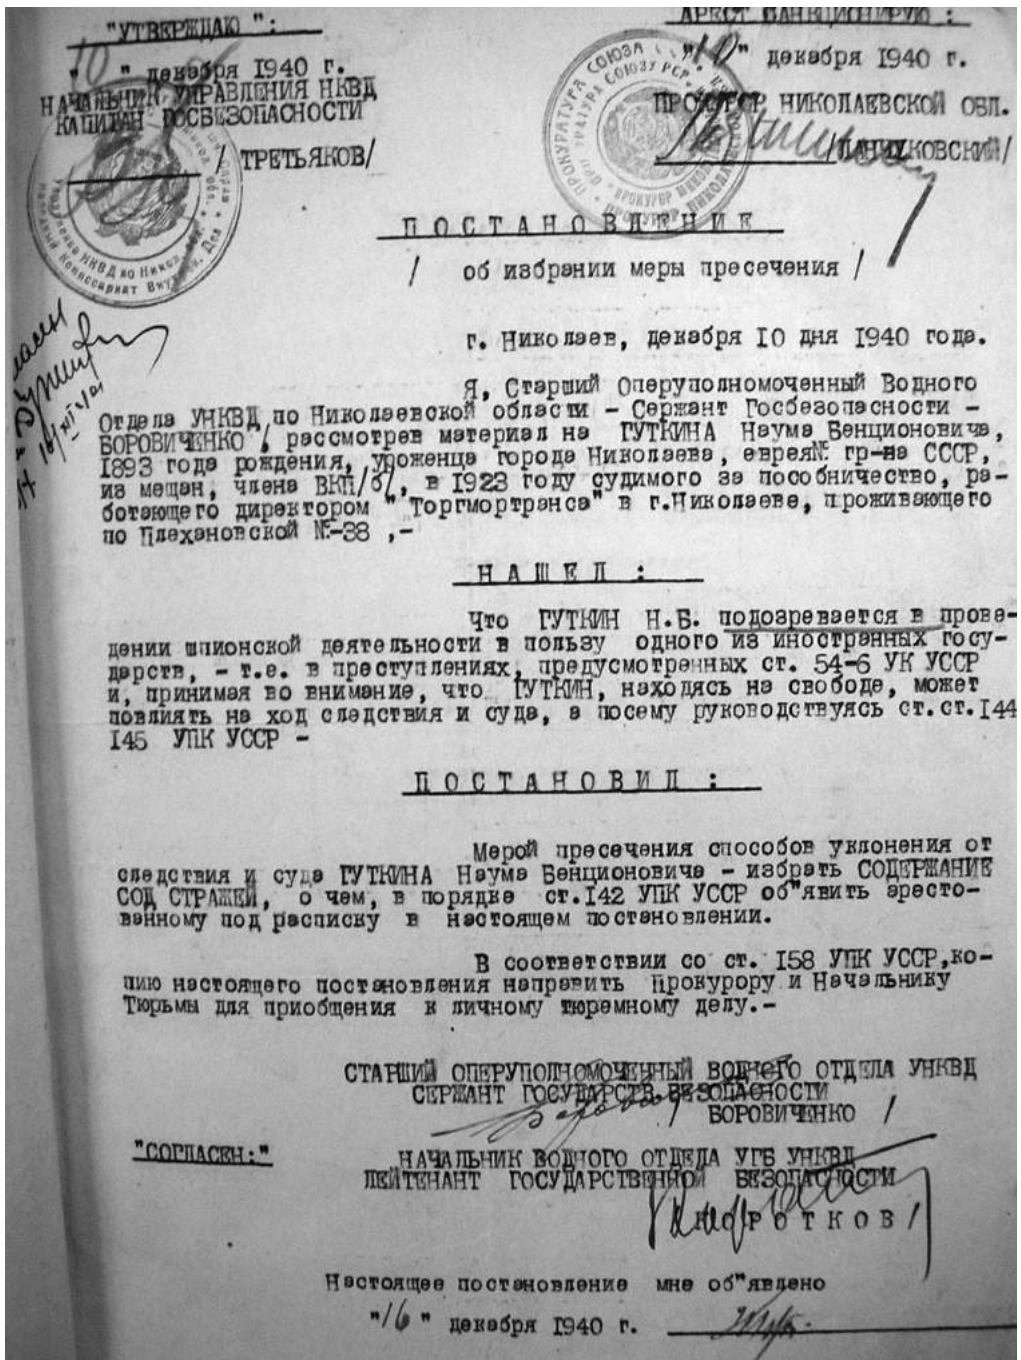 "УТВЕРЖДАЮ":
"10" декабря 1940 г.
НАЧАЛЬНИК УПРАВЛЕНИЯ НКВД
КАПИТАН ГОСБЕЗОПАСНОСТИ
/ТРЕТЬЯКОВ/
АРЕСТ САНКЦИОНИРУЮ :
"10" декабря 1940 г.
ПРОКУРОР НИКОЛАЕВСКОЙ ОБЛ.
ПРОКУРАТУРА СОЮЗА
П О С Т А Н О В Л Е Н И Е
/ об избрании меры пресечения /
г. Николаев, декабря 10 дня 1940 года.
Я, Старший Оперуполномоченный Водного
Отдела УНКВД по Николаевской области - Сержант Госбезопасности -
БОРОВИЧЕНКО, рассмотрев материал на ГУТКИНА Наума Бенционовича,
1893 года рождения, уроженца города Николаева, еврея№ гр-на СССР,
из мещан, члена ВКП/б/, в 1923 году судимого за пособничество, ра-
ботающего директором "Торгмортранса" в г.Николаеве, проживающего
по Плехановской №-38 ,-
Н А Ш Е Л :
Что ГУТКИН Н.Б. подозревается в прове-
дении шпионской деятельности в пользу одного из иностранных госу-
дарств, - т.е. в преступлениях, предусмотренных ст. 54-6 УК УССР
и, принимая во внимание, что ГУТКИН, находясь на свободе, может
повлиять на ход следствия и суда, а посему руководствуясь ст.ст.144
145 УПК УССР -
П О С Т А Н О В И Л :
Мерой пресечения способов уклонения от
следствия и суда ГУТКИНА Наума Бенционовича - избрать СОДЕРЖАНИЕ
СОД СТРАЖЕЙ, о чем, в порядке ст.142 УПК УССР об"явить аресто-
ванному под расписку в настоящем постановлении.
В соответствии со ст. 158 УПК УССР,ко-
пию настоящего постановления направить Прокурору и Начальнику
Тюрьмы для приобщения к личному тюремному делу.-
СТАРШИЙ ОПЕРУПОЛНОМОЧЕННЫЙ ВОДНОГО ОТДЕЛА УНКВД
СЕРЖАНТ ГОСУДАРСТВ.БЕЗОПАСНОСТИ
/ БОРОВИЧЕНКО /
"СОГЛАСЕН:"
НАЧАЛЬНИК ВОДНОГО ОТДЕЛА УГБ УНКВД
ЛЕЙТЕНАНТ ГОСУДАРСТВЕННОЙ БЕЗОПАСНОСТИ
/ К О Р О Т К О В /
Настоящее постановление мне об"явлено
"16" декабря 1940 г.